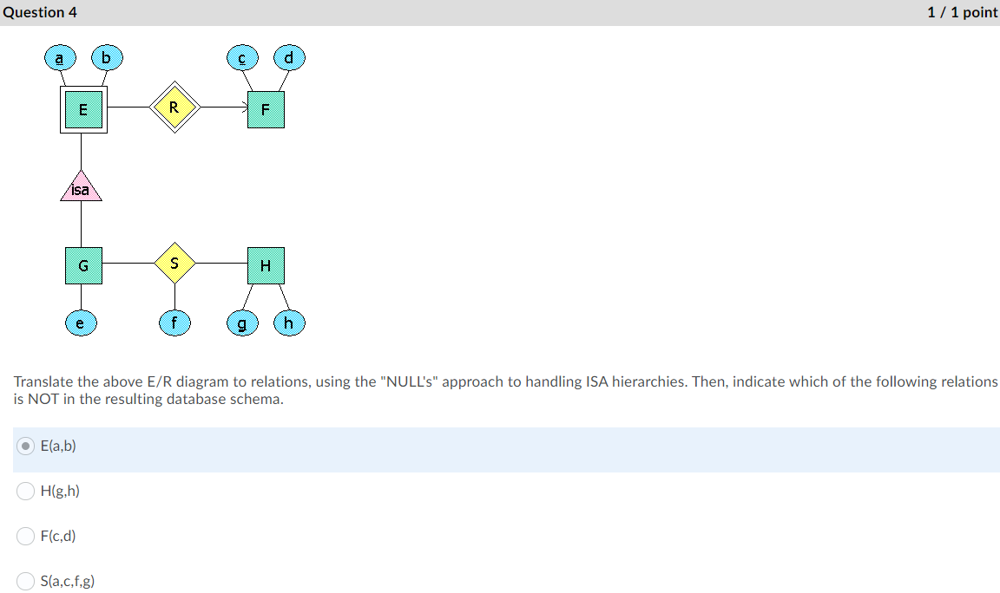 Question 4 1 / 1 point
a b c d
E R F
isa
G S H
e f g h
Translate the above E/R diagram to relations, using the "NULL's" approach to handling ISA hierarchies. Then, indicate which of the following relations
is NOT in the resulting database schema.
E(a,b)
H(g,h)
F(c,d)
S(a,c,f,g)